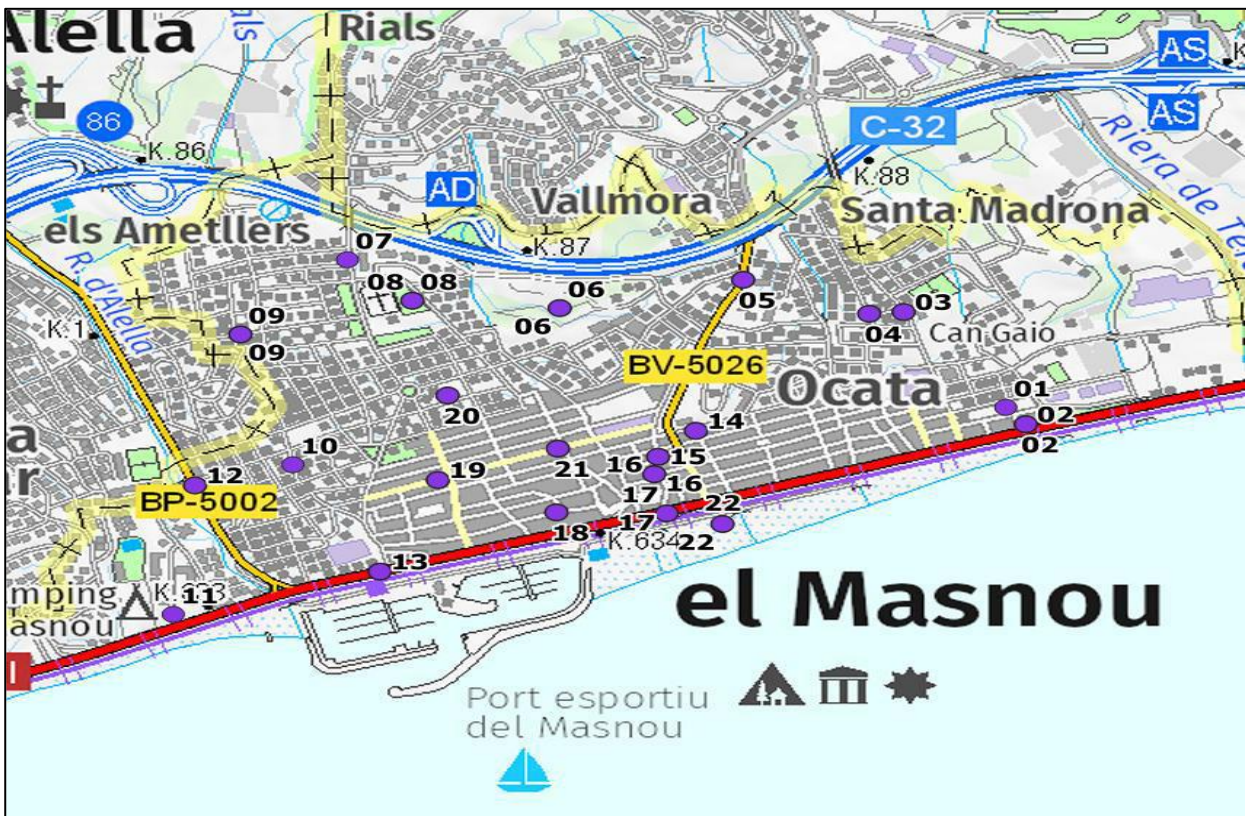 Alella
Rials
als
AS
K
86
K.86
C-32
AS
AD
K.88
Riera de Te
Vallmora
Santa Madrona
els Ametllers
K.87
07
R. d'Alella
08
08
06
05
09
06
03
04
Can Gaio
K.1
09
BV-5026
Ocata
01
20
02
14
02
a
10
21
16
15
ar
12
19
16
BP-5002
17
22
18
17
K.634
22
13
el Masnou
K.633
mping
11
asnou
I
Port esportiu
del Masnou